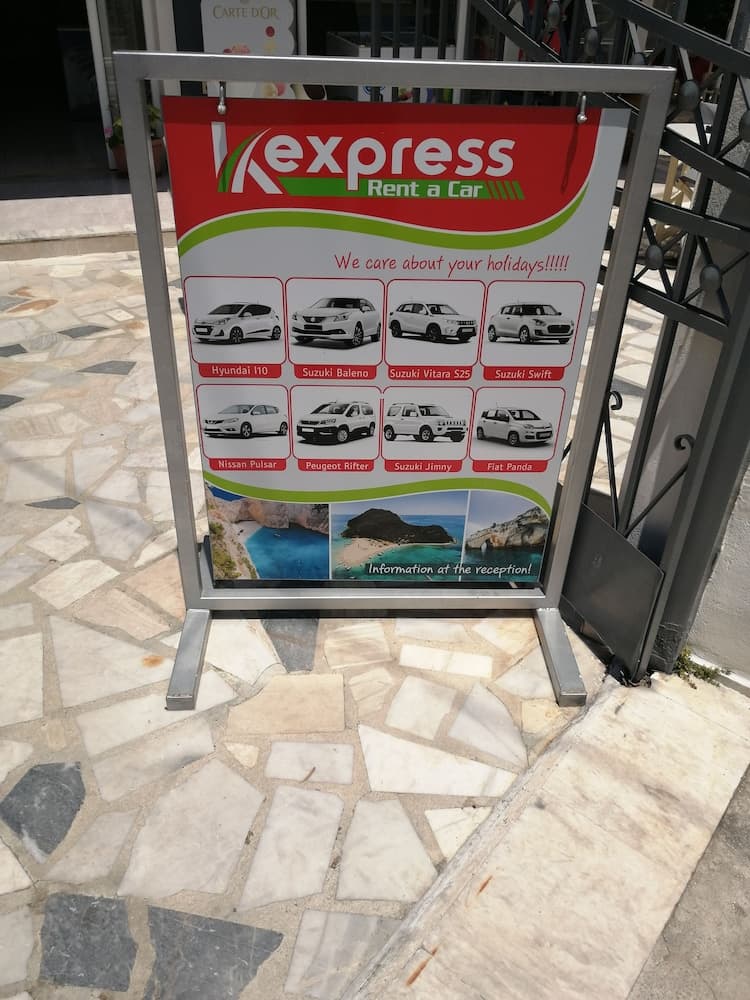 CARTE D'OR
Kexpress
Rent a Car
We care about your holidays!!!!!
Hyundai I10
Suzuki Baleno
Suzuki Vitara S25
Suzuki Swift
Nissan Pulsar
Peugeot Rifter
Suzuki Jimny
Fiat Panda
Information at the reception!